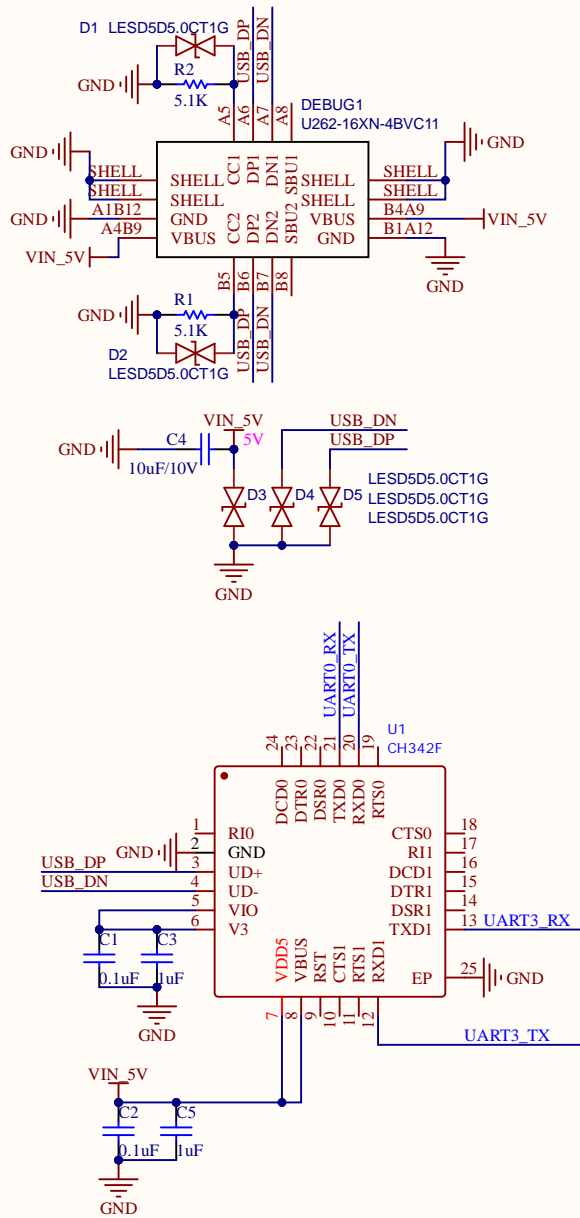 D1 LESD5D5.0CT1G
USB_DP
USB_DN
R2
GND
5.1K
A5
A6
A7
A8
DEBUG1
U262-16XN-4BVC11
GND
GND
SHELL
SHELL
CC1
DP1
DN1
SBU1
SHELL
SHELL
SHELL
SHELL
SHELL
SHELL
GND
A1B12
GND
VBUS
B4A9
VIN_5V
A4B9
VBUS
GND
B1A12
CC2
DP2
DN2
SBU2
VIN_5V
GND
B5
B6
B7
B8
R1
GND
5.1K
USB_DP
USB_DN
D2
LESD5D5.0CT1G
VIN_5V
USB_DN
C4
5V
USB_DP
GND
10uF/10V
D3
D4
D5
LESD5D5.0CT1G
LESD5D5.0CT1G
LESD5D5.0CT1G
GND
UART0_RX
UART0_TX
U1
CH342F
24
23
22
21
20
19
DCD0
DTR0
DSR0
TXD0
RXD0
RTS0
1
RI0
CTS0
18
GND
2
GND
RI1
17
USB_DP
3
UD+
DCD1
16
USB_DN
4
UD-
DTR1
15
5
VIO
DSR1
14
6
V3
TXD1
13
UART3_RX
C1
C3
0.1uF
1uF
VDD5
VBUS
RST
CTS1
RTS1
RXD1
EP
25
GND
7
8
9
10
11
12
GND
UART3_TX
VIN_5V
C2
C5
0.1uF
1uF
GND